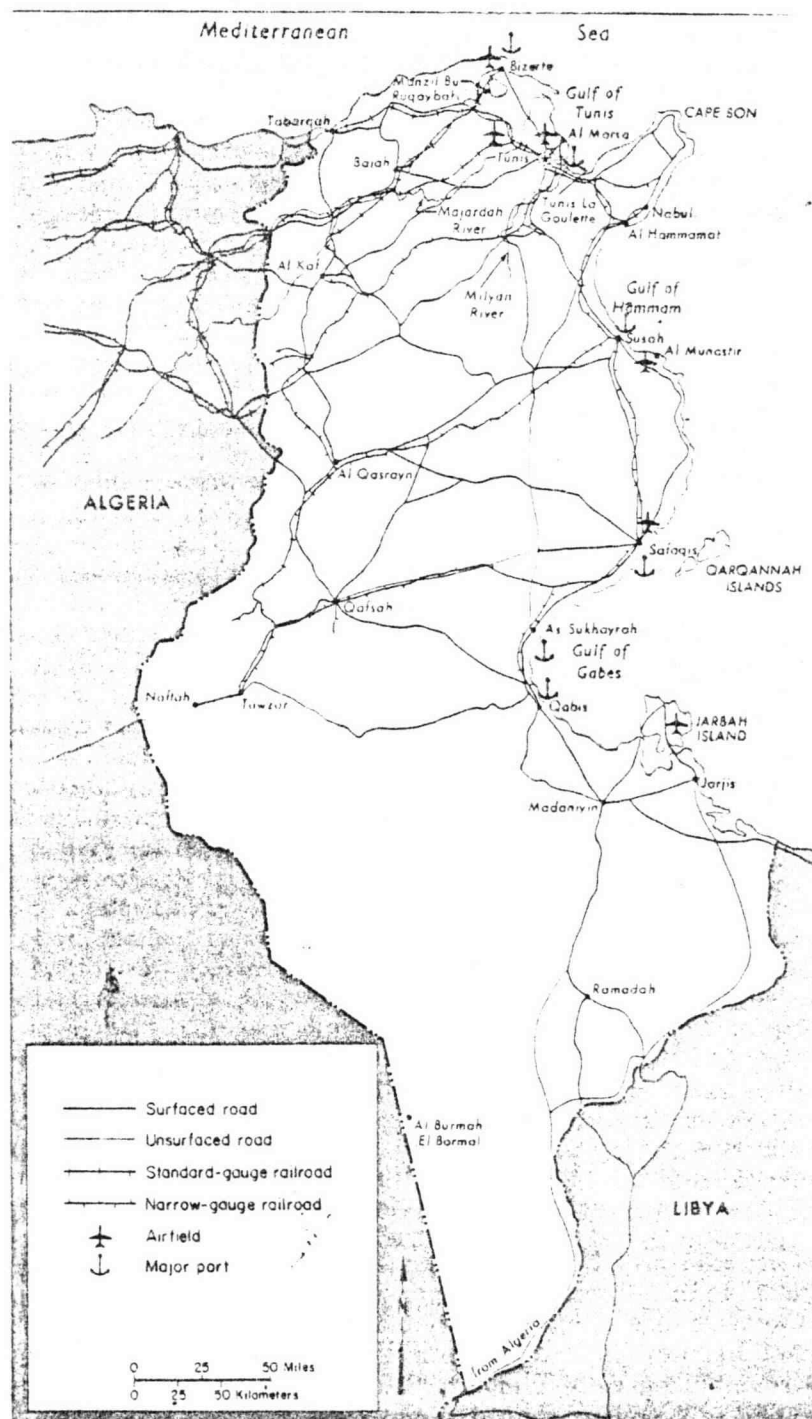 Mediterranean Sea
Bizerte
Manzil Bu
Ruqaybah
Gulf of
Tunis
CAPE SON
Tabarqah
Al Marsa
Bajah
Tunis
Tunis La
Goulette
Nabul
Al Hammamat
Majardah
River
Al Kaf
Milyan
River
Gulf of
Hammam
Susah
Al Munastir
ALGERIA
Al Qasrayn
Safaqis
QARQANNAH
ISLANDS
Qafsah
As Sukhayrah
Gulf of
Gabes
Naftah
Tawzar
Qabis
JARBAH
ISLAND
Jarjis
Madaniyin
Ramadah
Al Burmah
El Bormal
LIBYA
from Algeria
Surfaced road
Unsurfaced road
Standard-gauge railroad
Narrow-gauge railroad
Airfield
Major port
0 25 50 Miles
0 25 50 Kilometers